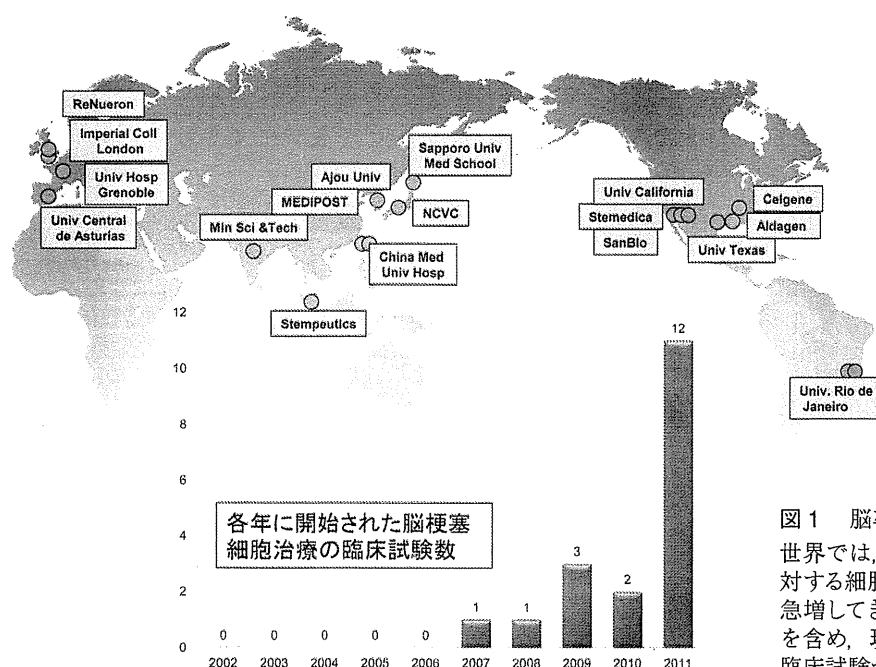 ReNueron
Imperial Coll
London
Univ Hosp
Grenoble
Univ Central
de Asturias
Min Sci &Tech
Ajou Univ
MEDIPOST
Sapporo Univ
Med School
NCVC
China Med
Univ Hosp
Stempeutics
Univ California
Stemedica
SanBio
Celgene
Aldagen
Univ Texas
Univ. Rio de
Janeiro
12
10
8
6
4
2
0
各年に開始された脳梗塞
細胞治療の臨床試験数
0 0 0 0 0 1 1 3 2 12
2002 2003 2004 2005 2006 2007 2008 2009 2010 2011
図1 脳
世界では,
対する細胞
急増してき
を含め,
臨床試験